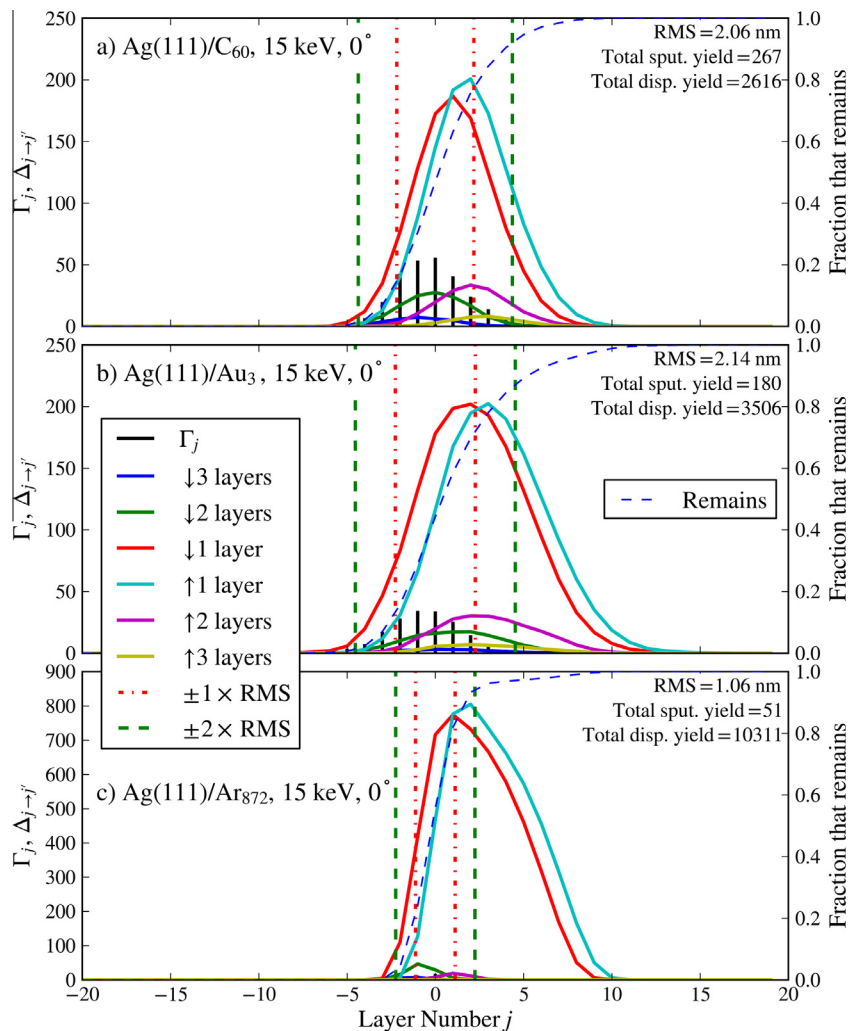 a) Ag(111)/C60, 15 keV, 0°
RMS = 2.06 nm
Total sput. yield = 267
Total disp. yield = 2616
250
200
150
100
50
0
Γj, Δj→j′
1.0
0.8
0.6
0.4
0.2
0.0
Fraction that remains
b) Ag(111)/Au3, 15 keV, 0°
RMS = 2.14 nm
Total sput. yield = 180
Total disp. yield = 3506
250
200
150
100
50
0
Γj, Δj→j′
1.0
0.8
0.6
0.4
0.2
0.0
Fraction that remains
Γj
↓3 layers
↓2 layers
↓1 layer
↑1 layer
↑2 layers
↑3 layers
±1× RMS
±2× RMS
Remains
c) Ag(111)/Ar872, 15 keV, 0°
RMS = 1.06 nm
Total sput. yield = 51
Total disp. yield = 10311
900
800
700
600
500
400
300
200
100
0
Γj, Δj→j′
1.0
0.8
0.6
0.4
0.2
0.0
Fraction that remains
−20 −15 −10 −5 0 5 10 15 20
Layer Number j